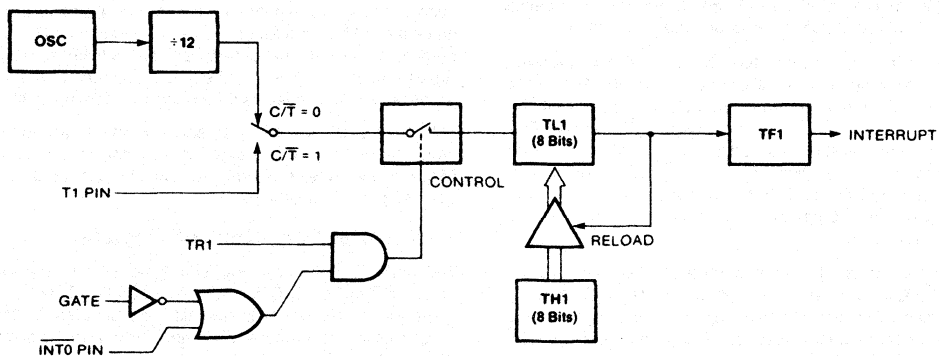 OSC
÷12
C/T̅ = 0
C/T̅ = 1
T1 PIN
CONTROL
TL1
(8 Bits)
TF1
INTERRUPT
TR1
RELOAD
GATE
TH1
(8 Bits)
I̅N̅T̅0̅ PIN